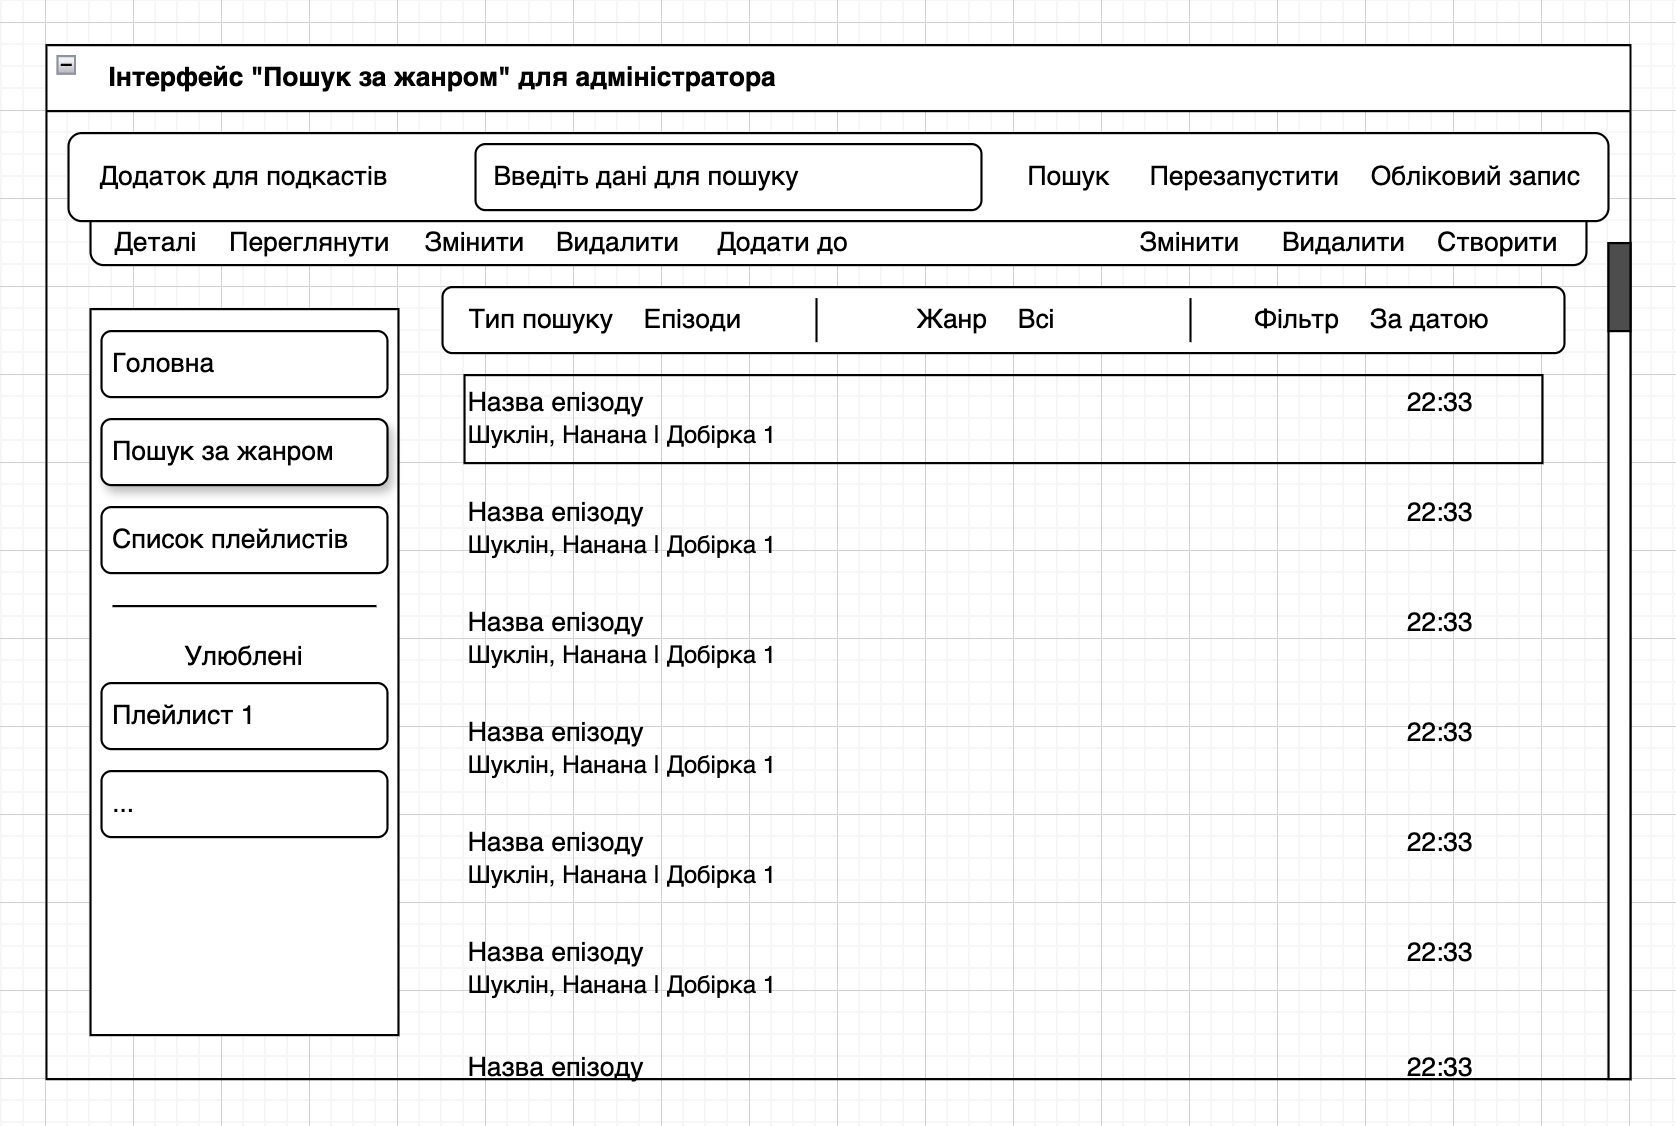 Інтерфейс "Пошук за жанром" для адміністратора
Додаток для подкастів Введіть дані для пошуку Пошук Перезапустити Обліковий запис
Деталі Переглянути Змінити Видалити Додати до Змінити Видалити Створити
Тип пошуку Епізоди Жанр Всі Фільтр За датою
Головна
Пошук за жанром
Список плейлистів
Улюблені
Плейлист 1
...
Назва епізоду 22:33
Шуклін, Нанана | Добірка 1
Назва епізоду 22:33
Шуклін, Нанана | Добірка 1
Назва епізоду 22:33
Шуклін, Нанана | Добірка 1
Назва епізоду 22:33
Шуклін, Нанана | Добірка 1
Назва епізоду 22:33
Шуклін, Нанана | Добірка 1
Назва епізоду 22:33
Шуклін, Нанана | Добірка 1
Назва епізоду 22:33